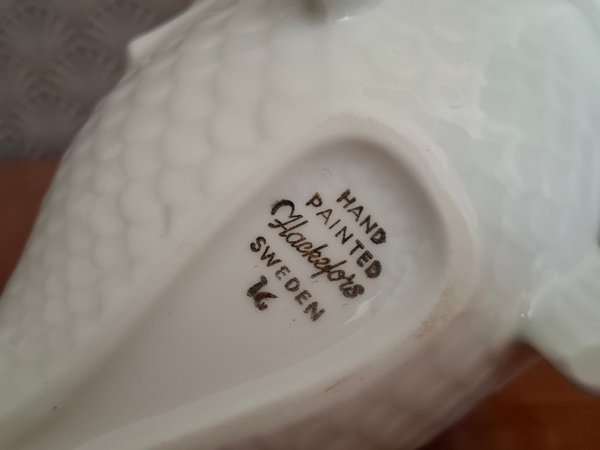 HAND
PAINTED
Hackefors
SWEDEN